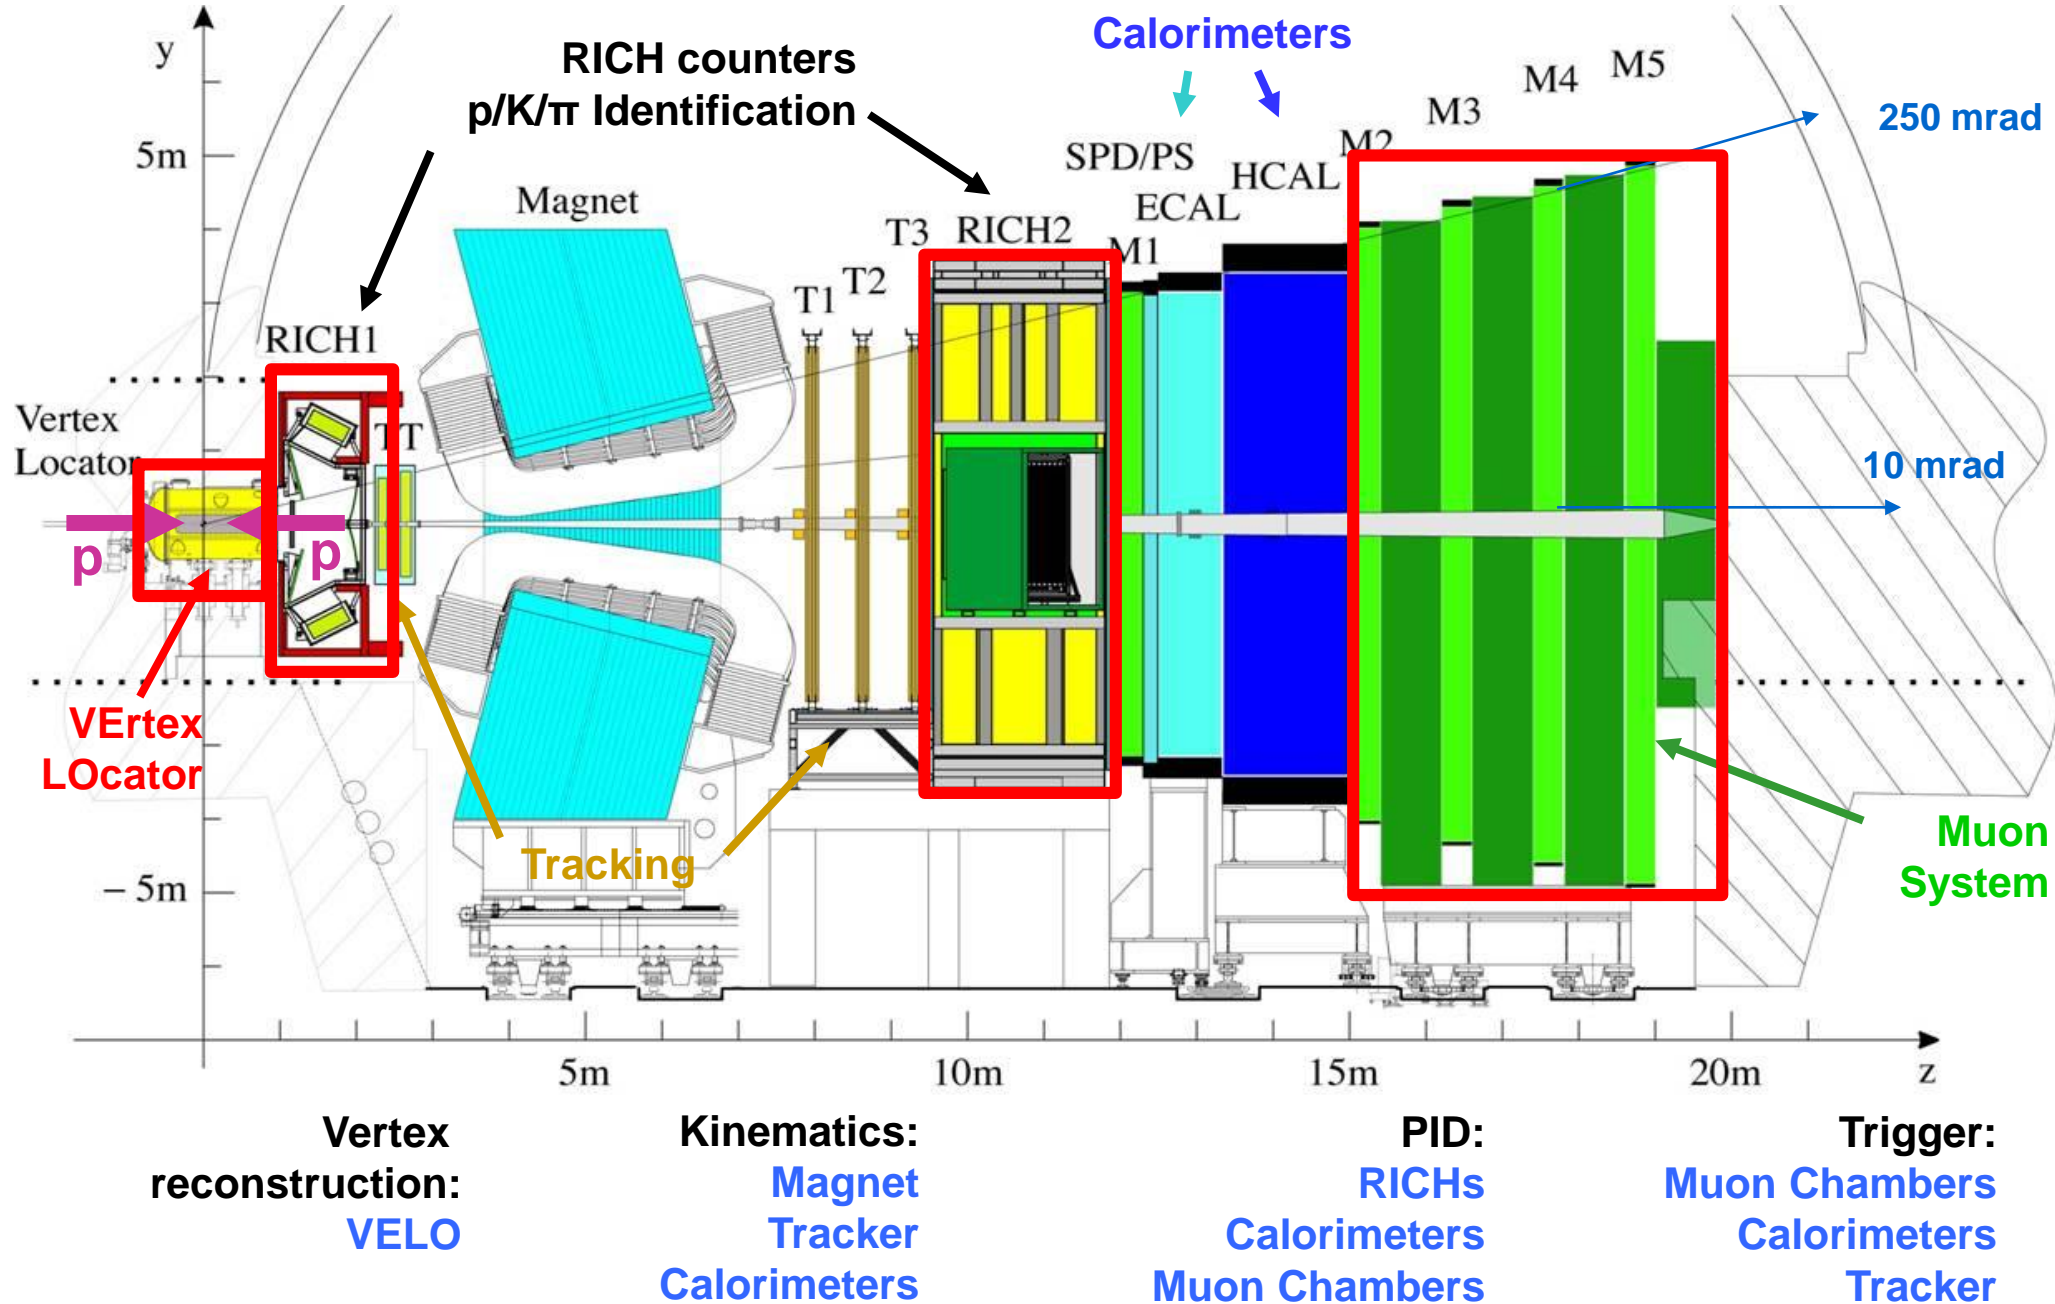 y
Calorimeters
RICH counters
p/K/π Identification
M5
M4
M3
M2
250 mrad
5m
SPD/PS
HCAL
ECAL
Magnet
T3
RICH2
M1
T2
T1
RICH1
Vertex
Locator
TT
10 mrad
p
p
VErtex
LOcator
Tracking
Muon
System
– 5m
5m
10m
15m
20m
z
Vertex
reconstruction:
VELO
Kinematics:
Magnet
Tracker
Calorimeters
PID:
RICHs
Calorimeters
Muon Chambers
Trigger:
Muon Chambers
Calorimeters
Tracker